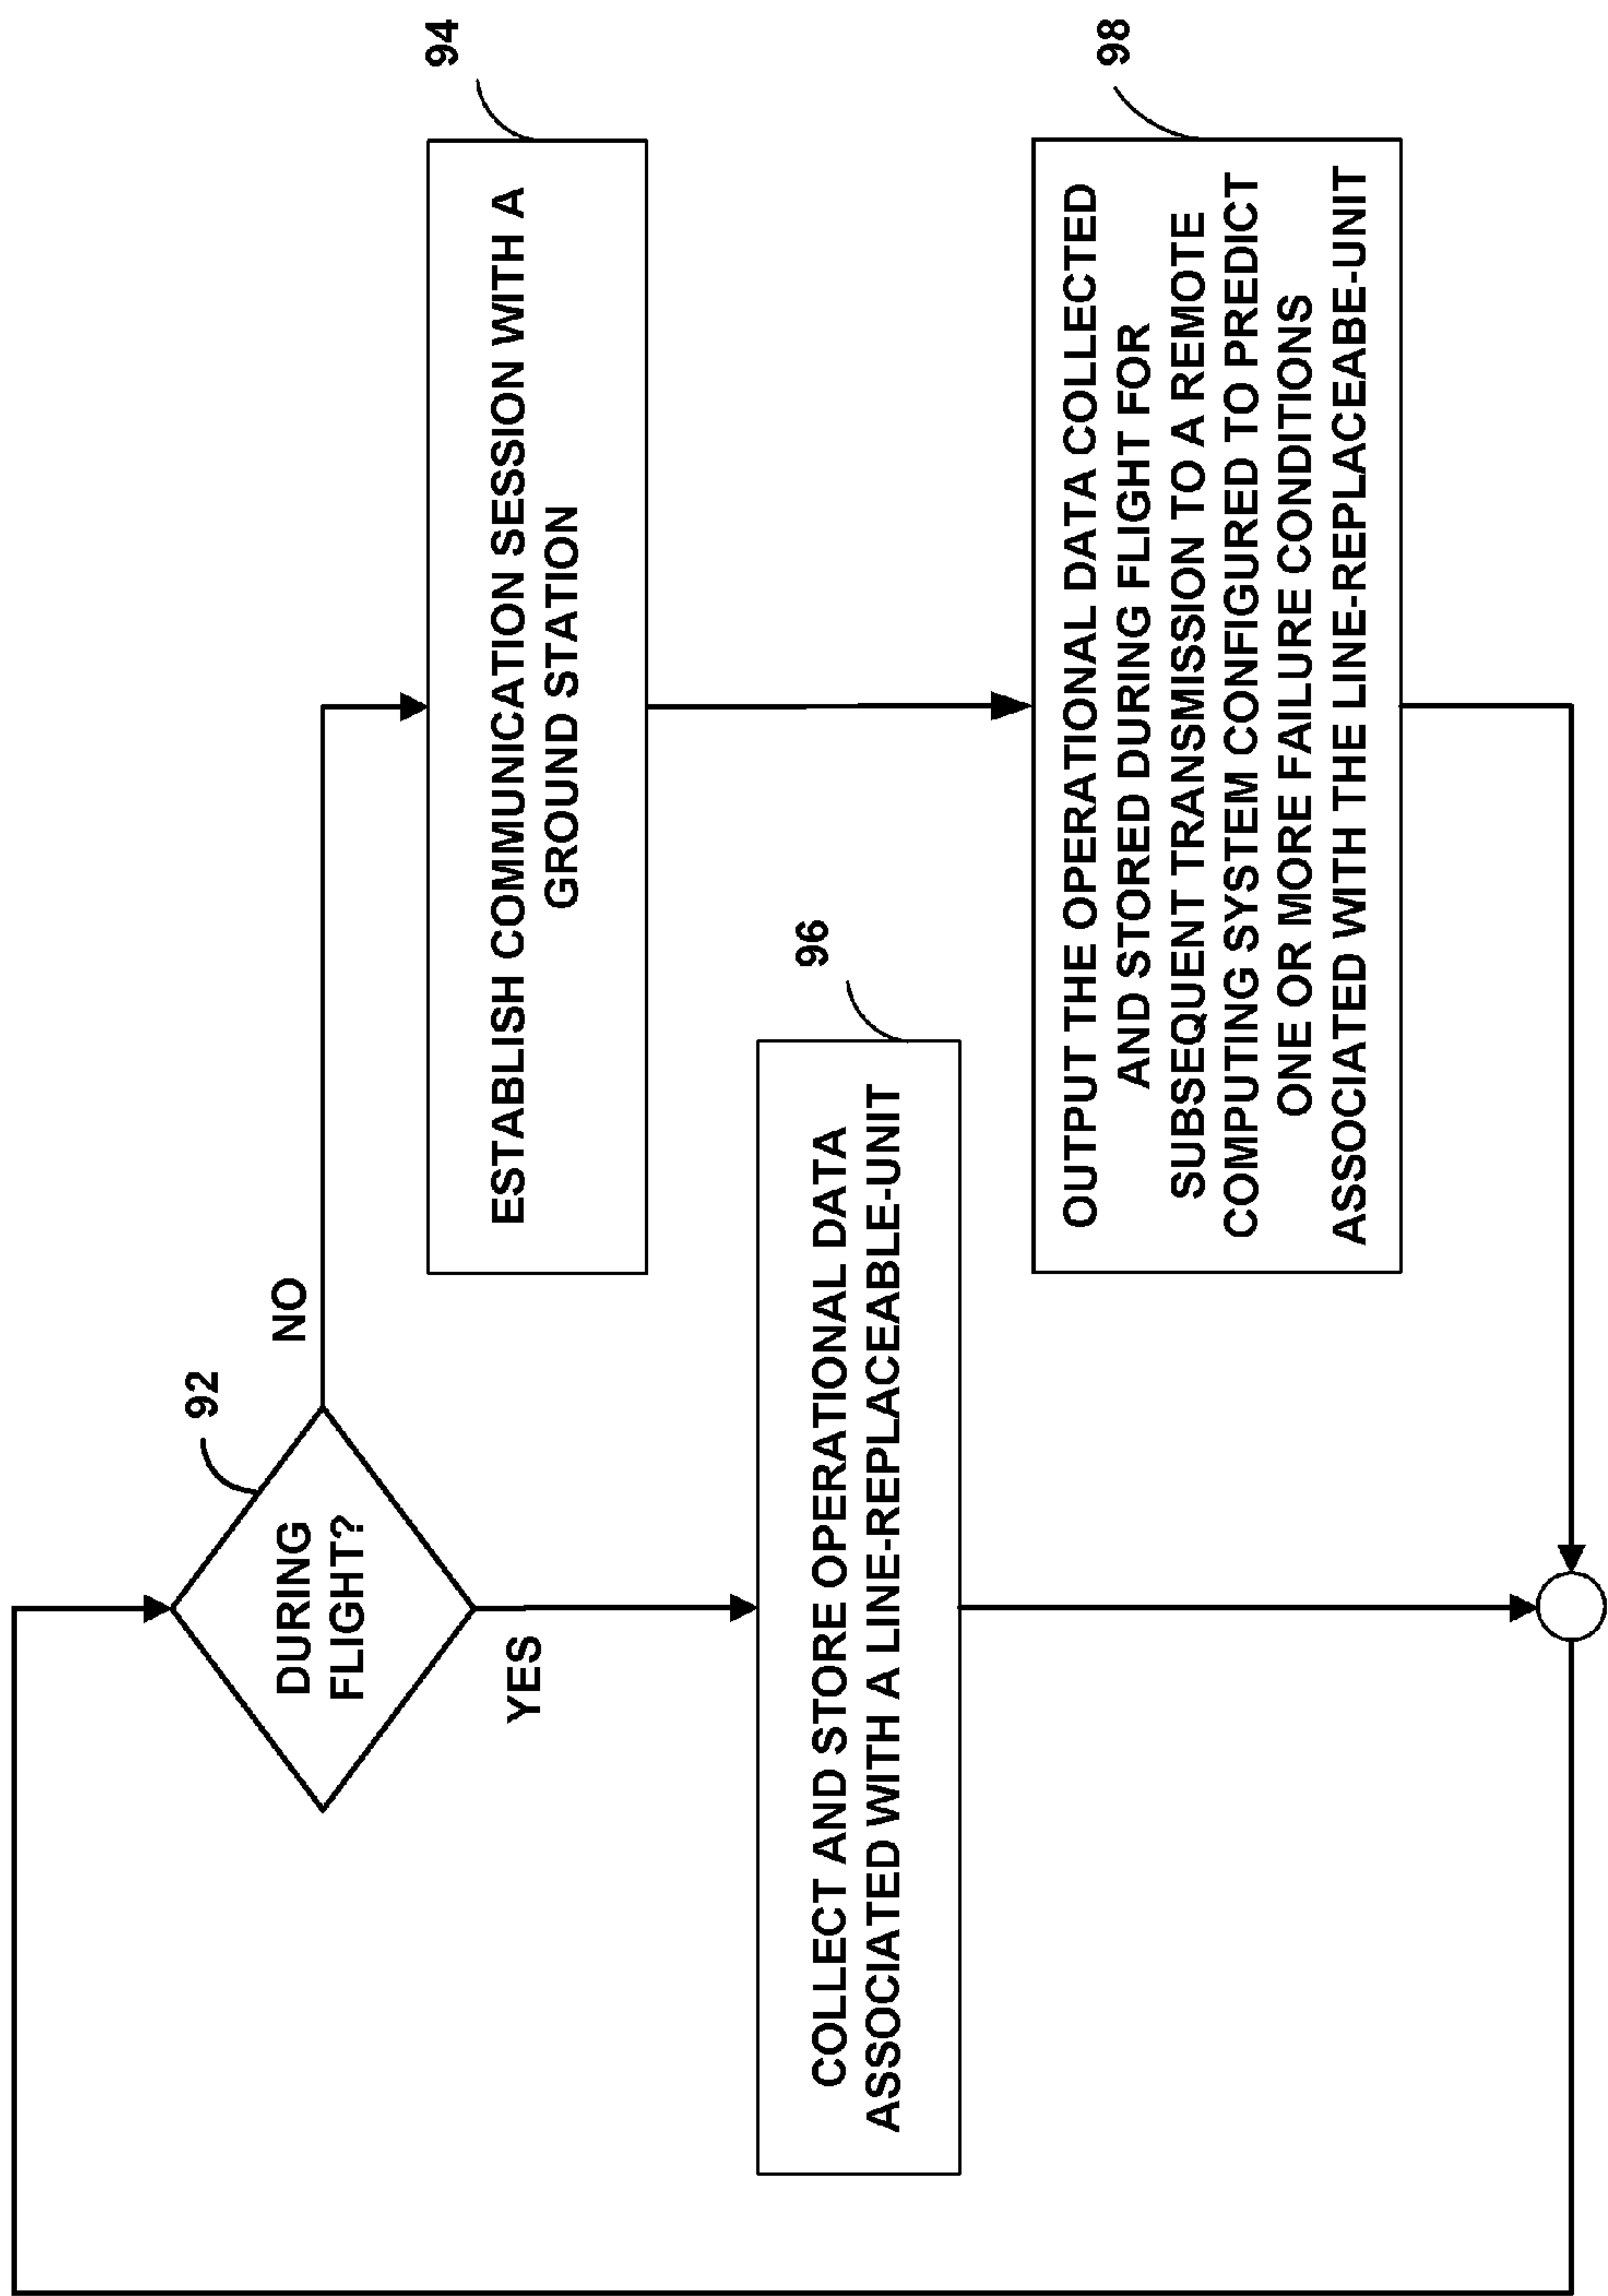 92
DURING
FLIGHT?
NO
YES
94
ESTABLISH COMMUNICATION SESSION WITH A
GROUND STATION
96
COLLECT AND STORE OPERATIONAL DATA
ASSOCIATED WITH A LINE-REPLACEABLE-UNIT
98
OUTPUT THE OPERATIONAL DATA COLLECTED
AND STORED DURING FLIGHT FOR
SUBSEQUENT TRANSMISSION TO A REMOTE
COMPUTING SYSTEM CONFIGURED TO PREDICT
ONE OR MORE FAILURE CONDITIONS
ASSOCIATED WITH THE LINE-REPLACEABE-UNIT